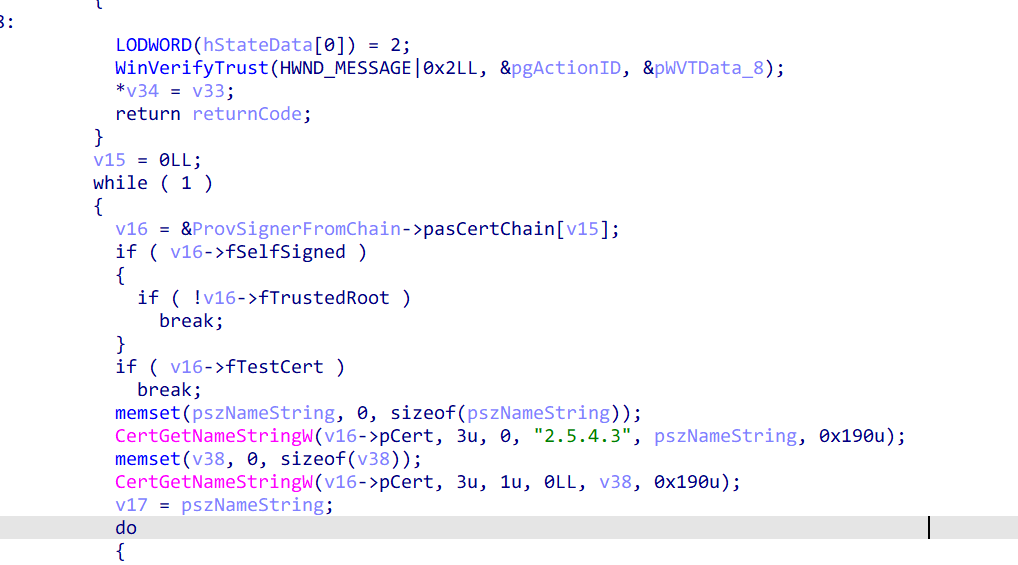 {
8:
LODWORD(hStateData[0]) = 2;
WinVerifyTrust(HWND_MESSAGE|0x2LL, &pgActionID, &pWVTData_8);
*v34 = v33;
return returnCode;
}
v15 = 0LL;
while ( 1 )
{
v16 = &ProvSignerFromChain->pasCertChain[v15];
if ( v16->fSelfSigned )
{
if ( !v16->fTrustedRoot )
break;
}
if ( v16->fTestCert )
break;
memset(pszNameString, 0, sizeof(pszNameString));
CertGetNameStringW(v16->pCert, 3u, 0, "2.5.4.3", pszNameString, 0x190u);
memset(v38, 0, sizeof(v38));
CertGetNameStringW(v16->pCert, 3u, 1u, 0LL, v38, 0x190u);
v17 = pszNameString;
do
{